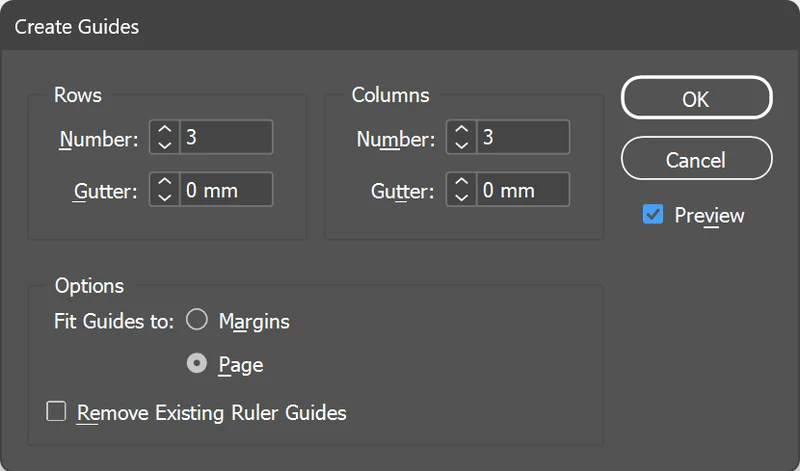 Create Guides
Rows
Number: 3
Gutter: 0 mm
Columns
Number: 3
Gutter: 0 mm
OK
Cancel
Preview
Options
Fit Guides to: Margins
Page
Remove Existing Ruler Guides